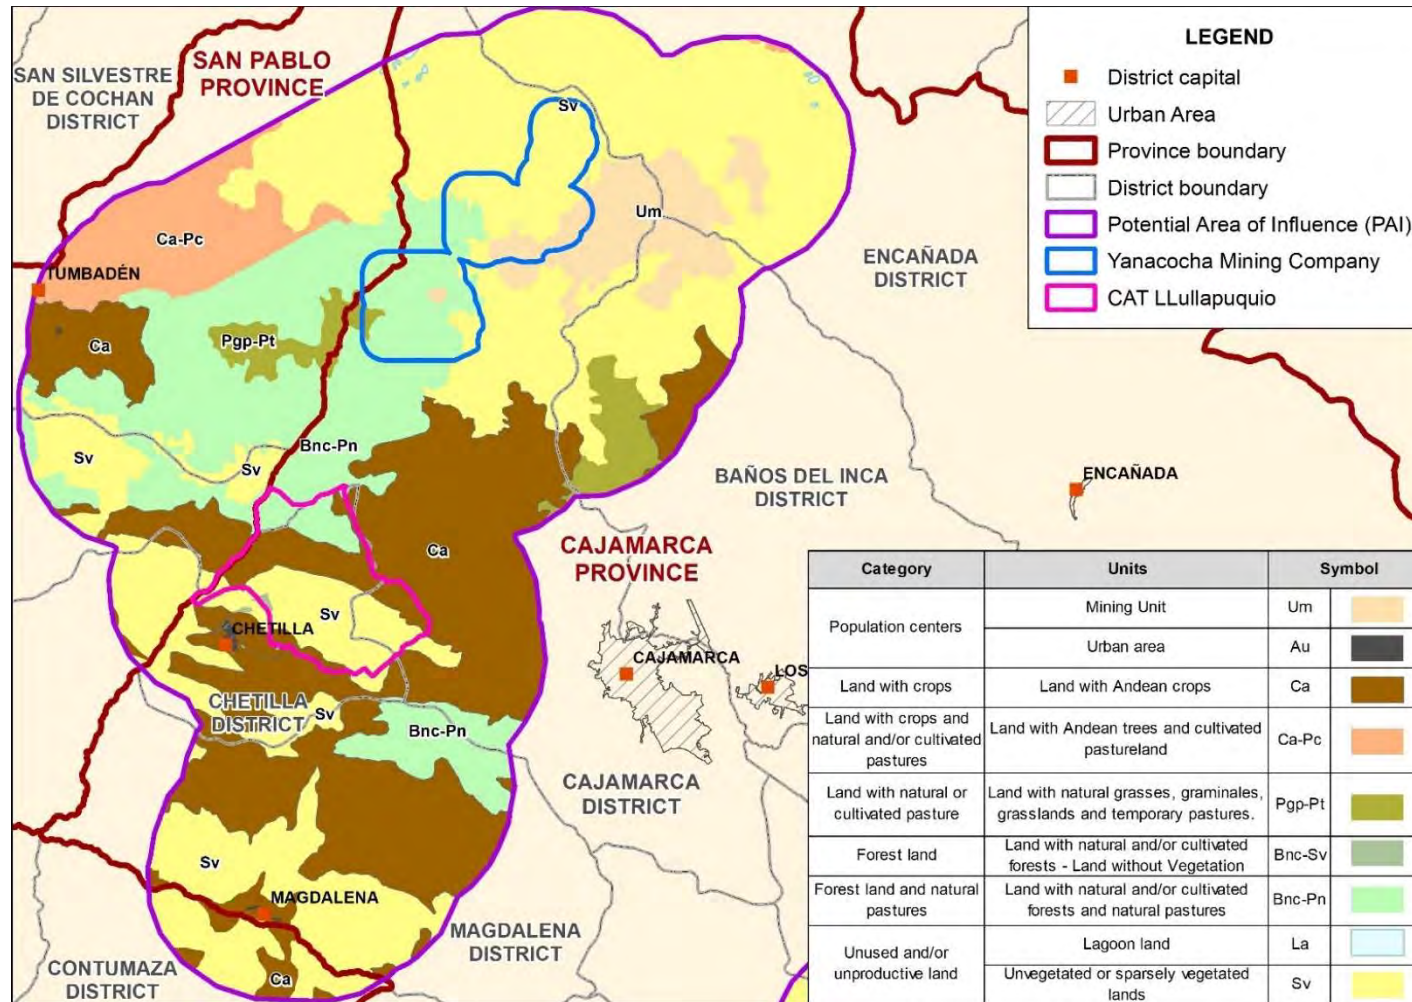 SAN PABLO
PROVINCE
SAN SILVESTRE
DE COCHAN
DISTRICT
Sv
Um
Ca-Pc
TUMBADÉN
Ca
Pgp-Pt
ENCAÑADA
DISTRICT
Sv
Sv
Bnc-Pn
BAÑOS DEL INCA
DISTRICT
ENCAÑADA
Ca
CAJAMARCA
PROVINCE
Sv
CHETILLA
CAJAMARCA
LOS
CHETILLA
DISTRICT
Sv
Bnc-Pn
CAJAMARCA
DISTRICT
Sv
MAGDALENA
MAGDALENA
DISTRICT
CONTUMAZA
DISTRICT
Ca
LEGEND
District capital
Urban Area
Province boundary
District boundary
Potential Area of Influence (PAI)
Yanacocha Mining Company
CAT LLullapuquio
Category Units Symbol
Population centers
Mining Unit Um
Urban area Au
Land with crops Land with Andean crops Ca
Land with crops and
natural and/or cultivated
pastures
Land with Andean trees and cultivated
pastureland
Ca-Pc
Land with natural or
cultivated pasture
Land with natural grasses, graminales,
grasslands and temporary pastures.
Pgp-Pt
Forest land
Land with natural and/or cultivated
forests - Land without Vegetation
Bnc-Sv
Forest land and natural
pastures
Land with natural and/or cultivated
forests and natural pastures
Bnc-Pn
Unused and/or
unproductive land
Lagoon land La
Unvegetated or sparsely vegetated
lands
Sv